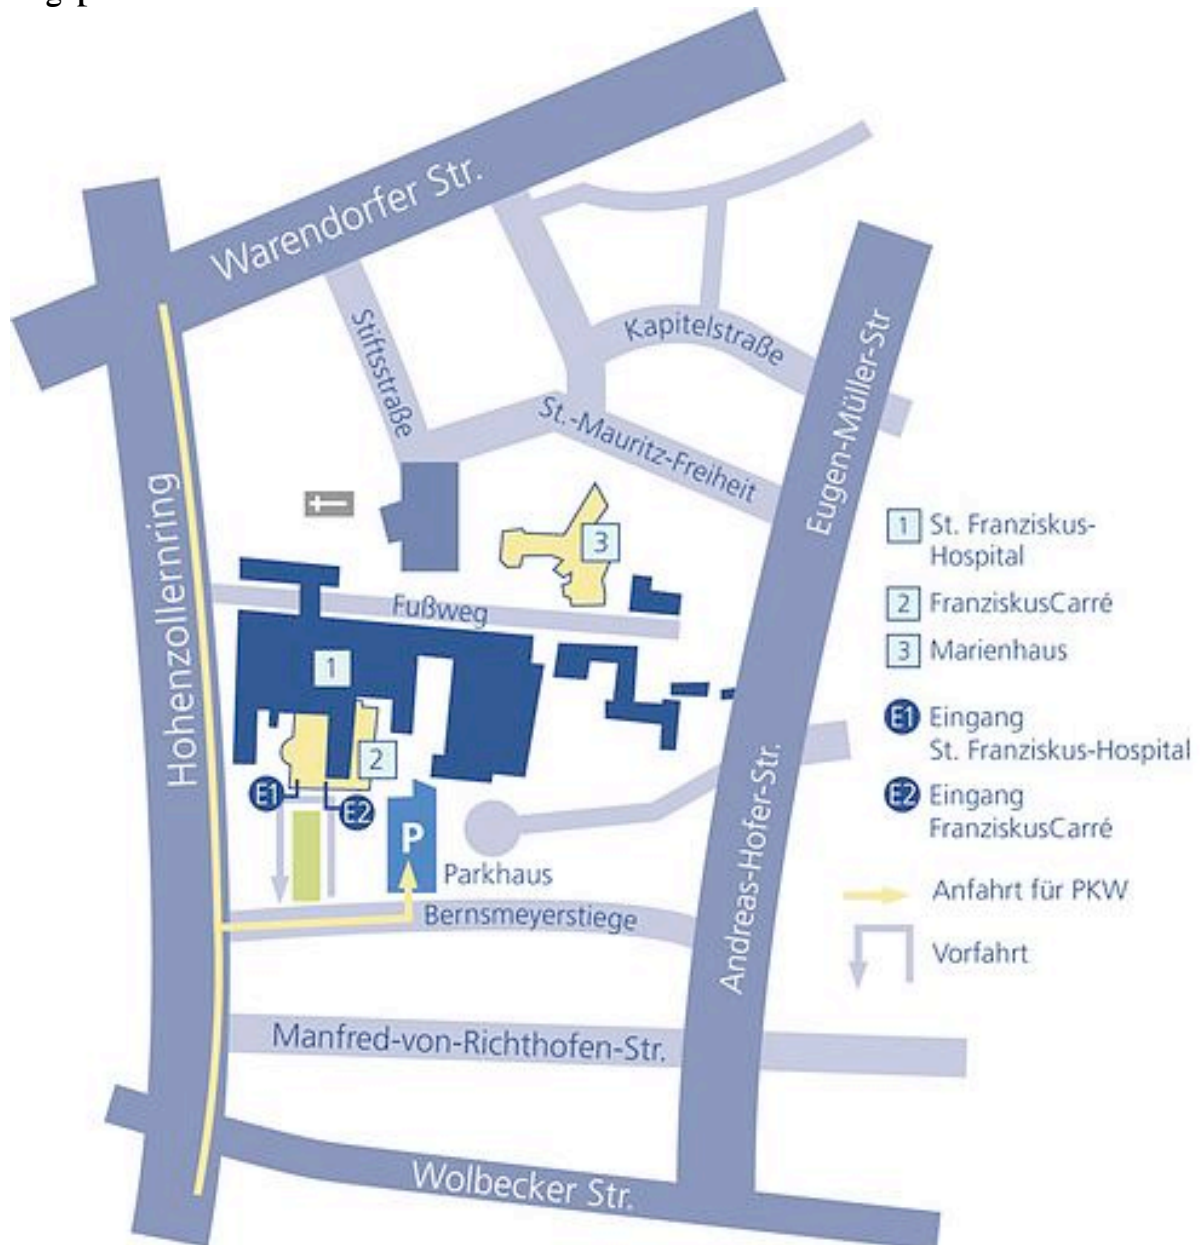 Warendorfer Str.
Stiftsstraße
Kapitelstraße
St.-Mauritz-Freiheit
Eugen-Müller-Str
Hohenzollernring
3
Fußweg
1
2
E1
E2
P
Parkhaus
Bernsmeyerstiege
Andreas-Hofer-Str.
Manfred-von-Richthofen-Str.
Wolbecker Str.
1 St. Franziskus-
Hospital
2 FranziskusCarré
3 Marienhaus
E1 Eingang
St. Franziskus-Hospital
E2 Eingang
FranziskusCarré
Anfahrt für PKW
Vorfahrt